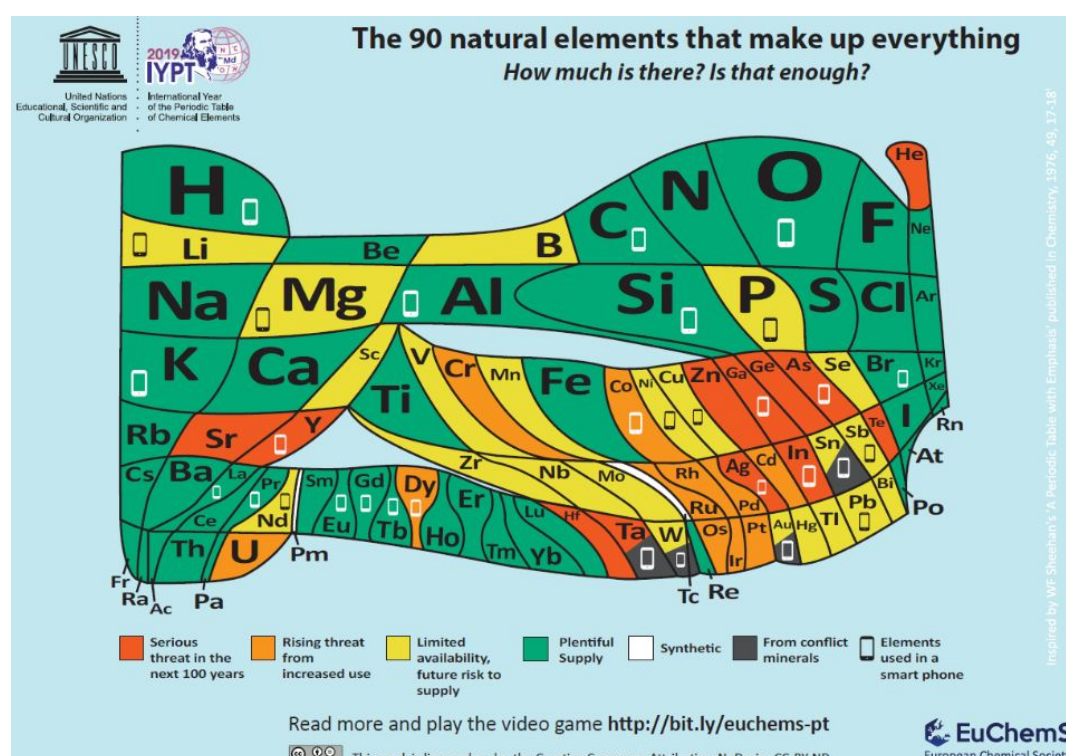 UNESCO
United Nations
Educational, Scientific and
Cultural Organization
2019
IYPT
International Year
of the Periodic Table
of Chemical Elements
The 90 natural elements that make up everything
How much is there? Is that enough?
H
He
Li
Be
B
C
N
O
F
Ne
Na
Mg
Al
Si
P
S
Cl
Ar
K
Ca
Sc
Ti
V
Cr
Mn
Fe
Co
Ni
Cu
Zn
Ga
Ge
As
Se
Br
Kr
Rb
Sr
Y
Zr
Nb
Mo
Tc
Ru
Rh
Pd
Ag
Cd
In
Sn
Sb
Te
I
Xe
Cs
Ba
La
Ce
Pr
Nd
Pm
Sm
Eu
Gd
Tb
Dy
Ho
Er
Tm
Yb
Lu
Hf
Ta
W
Re
Os
Ir
Pt
Au
Hg
Tl
Pb
Bi
Po
At
Rn
Fr
Ra
Ac
Th
Pa
U
Serious
threat in the
next 100 years
Rising threat
from
increased use
Limited
availability,
future risk to
supply
Plentiful
Supply
Synthetic
From conflict
minerals
Elements
used in a
smart phone
Read more and play the video game http://bit.ly/euchems-pt
Inspired by WF Sheehan's 'A Periodic Table with Emphasis' published in Chemistry, 1976, 49, 17-18'
EuChemS
European Chemical Societ